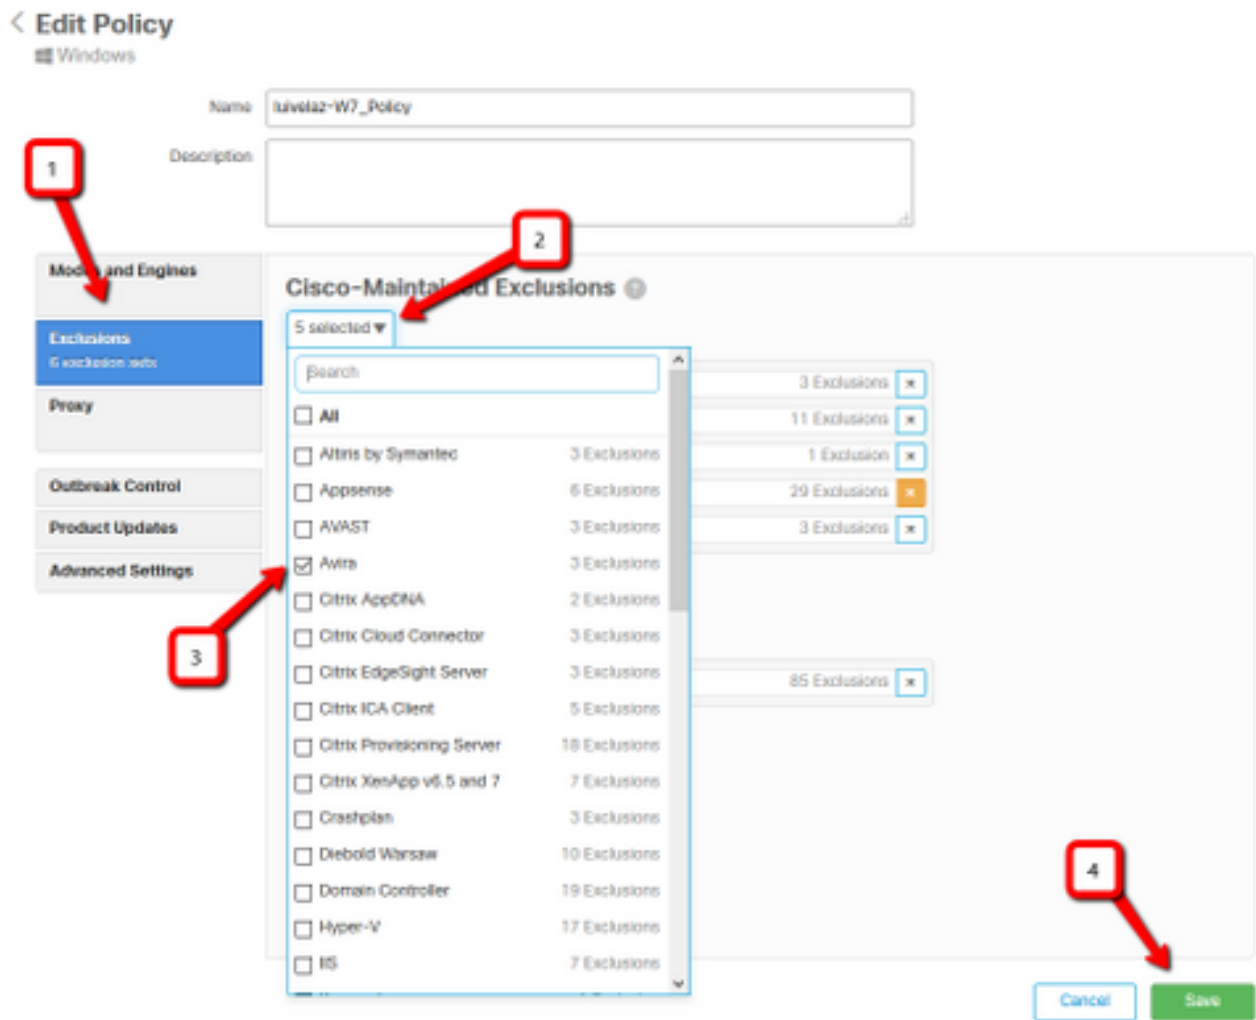 Edit Policy
Windows
Name luivelaz-W7_Policy
Description
1
2
Modes and Engines
Exclusions
6 exclusion sets
Proxy
Outbreak Control
Product Updates
Advanced Settings
Cisco-Maintained Exclusions ?
5 selected
Search
All
Altiris by Symantec 3 Exclusions
Appsense 6 Exclusions
AVAST 3 Exclusions
Avira 3 Exclusions
Citrix AppDNA 2 Exclusions
Citrix Cloud Connector 3 Exclusions
Citrix EdgeSight Server 3 Exclusions
Citrix ICA Client 5 Exclusions
Citrix Provisioning Server 18 Exclusions
Citrix XenApp v6.5 and 7 7 Exclusions
Crashplan 3 Exclusions
Diebold Warsaw 10 Exclusions
Domain Controller 19 Exclusions
Hyper-V 17 Exclusions
IIS 7 Exclusions
3 Exclusions
11 Exclusions
1 Exclusion
29 Exclusions
3 Exclusions
85 Exclusions
3
4
Cancel Save